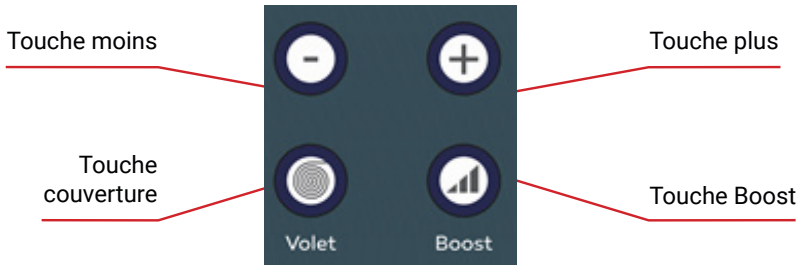 Touche moins
-
+
Touche plus
Touche
couverture
Touche Boost
Volet
Boost